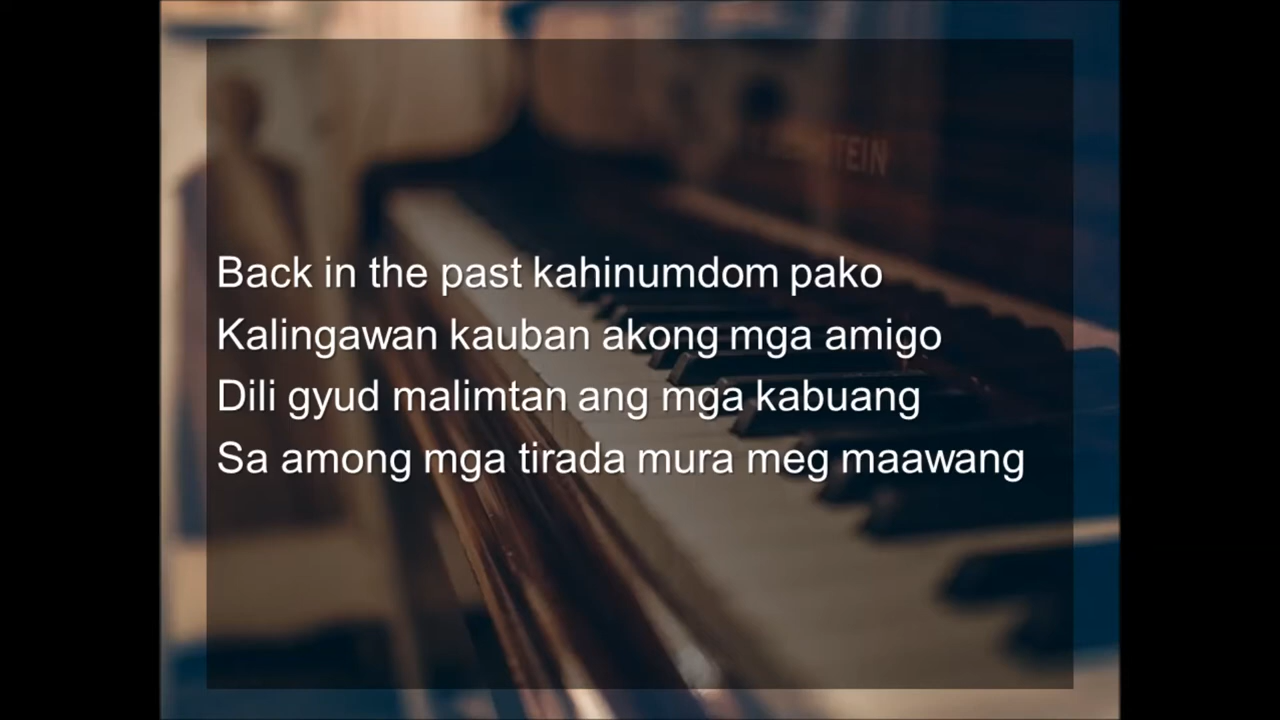 Back in the past kahinumdom pako
Kalingawan kauban akong mga amigo
Dili gyud malimtan ang mga kabuang
Sa among mga tirada mura meg maawang